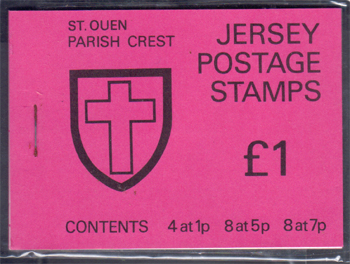 ST. OUEN
PARISH CREST
JERSEY
POSTAGE
STAMPS
£1
CONTENTS 4 at 1p 8 at 5p 8 at 7p